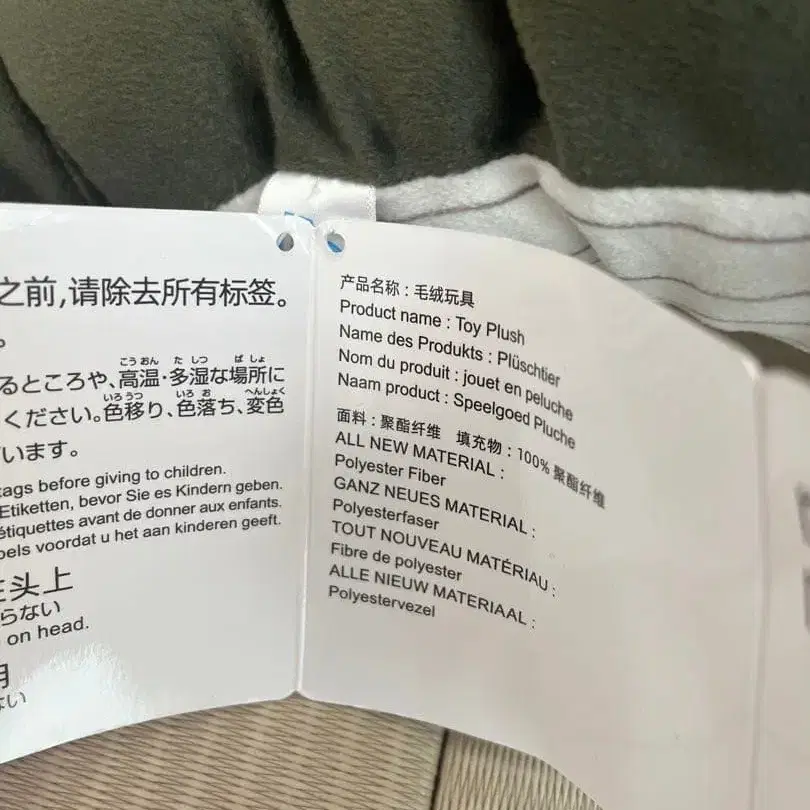 之前,请除去所有标签。
。
るところや、高温・多湿な場所に
ください。色移り、色落ち、変色
います。
tags before giving to children.
Etiketten, bevor Sie es Kindern geben.
étiquettes avant de donner aux enfants.
pels voordat u het aan kinderen geeft.
头上
らない
on head.
ない
产品名称：毛绒玩具
Product name : Toy Plush
Name des Produkts : Plüschtier
Nom du produit : jouet en peluche
Naam product : Speelgoed Pluche
面料：聚酯纤维 填充物：100% 聚酯纤维
ALL NEW MATERIAL :
Polyester Fiber
GANZ NEUES MATERIAL :
Polyesterfaser
TOUT NOUVEAU MATÉRIAU :
Fibre de polyester
ALLE NIEUW MATERIAAL :
Polyestervezel